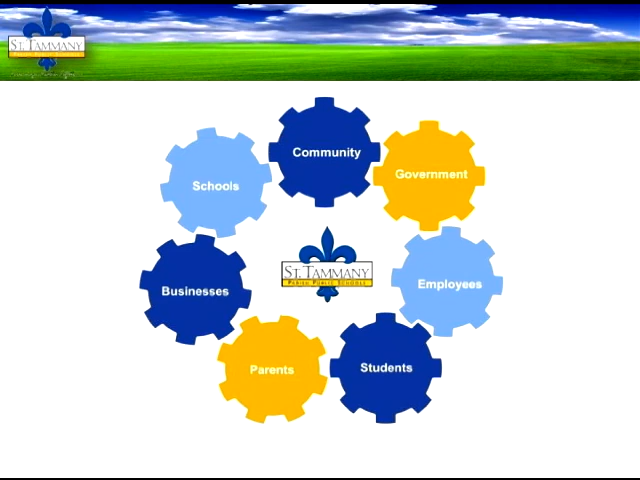 ST. TAMMANY
Community
Government
Schools
Employees
ST. TAMMANY
PARISH PUBLIC SCHOOLS
Businesses
Students
Parents